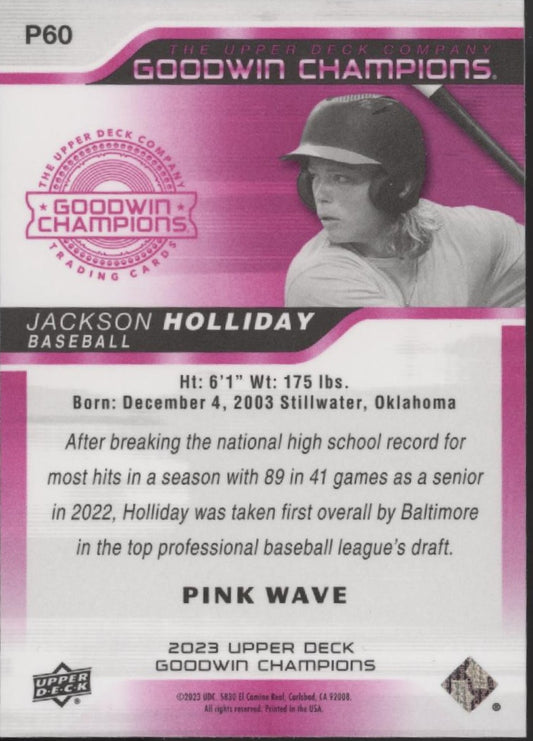 P60
THE UPPER DECK COMPANY
GOODWIN CHAMPIONS®
THE UPPER DECK COMPANY
GOODWIN
CHAMPIONS
TRADING CARDS
JACKSON HOLLIDAY
BASEBALL
Ht: 6'1" Wt: 175 lbs.
Born: December 4, 2003 Stillwater, Oklahoma
After breaking the national high school record for
most hits in a season with 89 in 41 games as a senior
in 2022, Holliday was taken first overall by Baltimore
in the top professional baseball league's draft.
PINK WAVE
2023 UPPER DECK
GOODWIN CHAMPIONS
UPPER
D·E·C·K®
©2023 UDC. 5830 El Camino Real, Carlsbad, CA 92008.
All rights reserved. Printed in the USA.
®